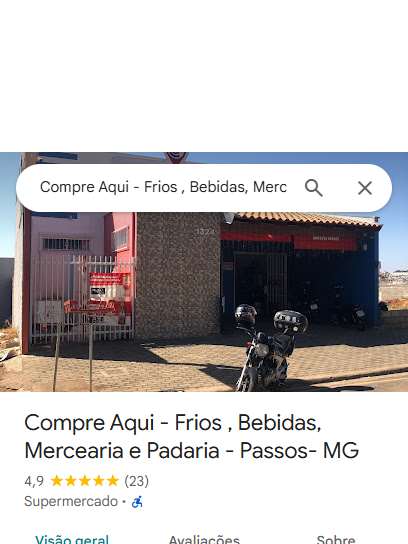 Compre Aqui - Frios , Bebidas, Merc
1324
Compre Aqui - Frios , Bebidas,
Mercearia e Padaria - Passos- MG
4,9 (23)
Supermercado ·
Visão geral
Avaliações
Sobre